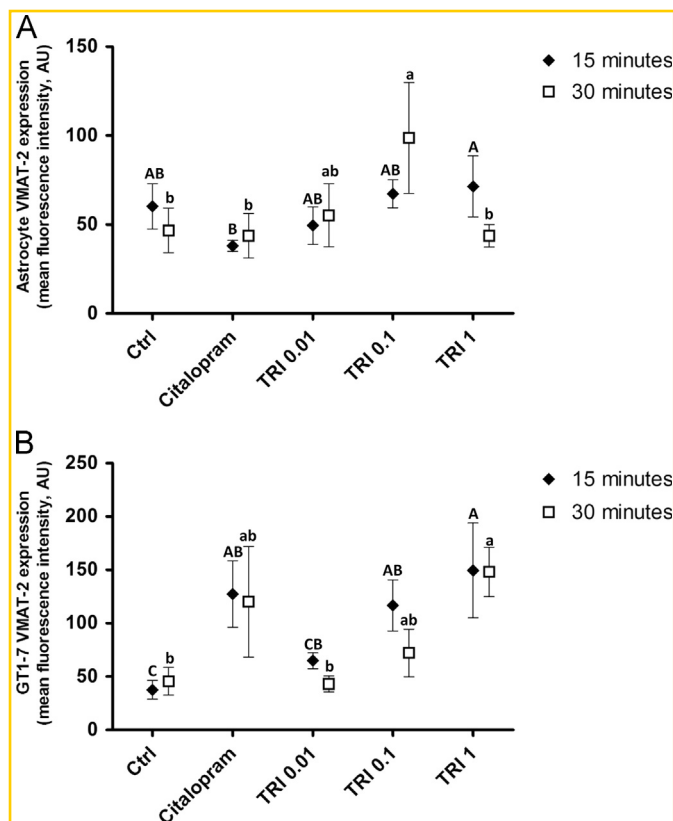 A
Astrocyte VMAT-2 expression
(mean fluorescence intensity, AU)
150
100
50
0
AB
b
B
b
AB
ab
AB
a
A
b
◆ 15 minutes
□ 30 minutes
Ctrl
Citalopram
TRI 0.01
TRI 0.1
TRI 1
B
GT1-7 VMAT-2 expression
(mean fluorescence intensity, AU)
250
200
150
100
50
0
C
b
AB
ab
CB
b
AB
ab
A
a
◆ 15 minutes
□ 30 minutes
Ctrl
Citalopram
TRI 0.01
TRI 0.1
TRI 1